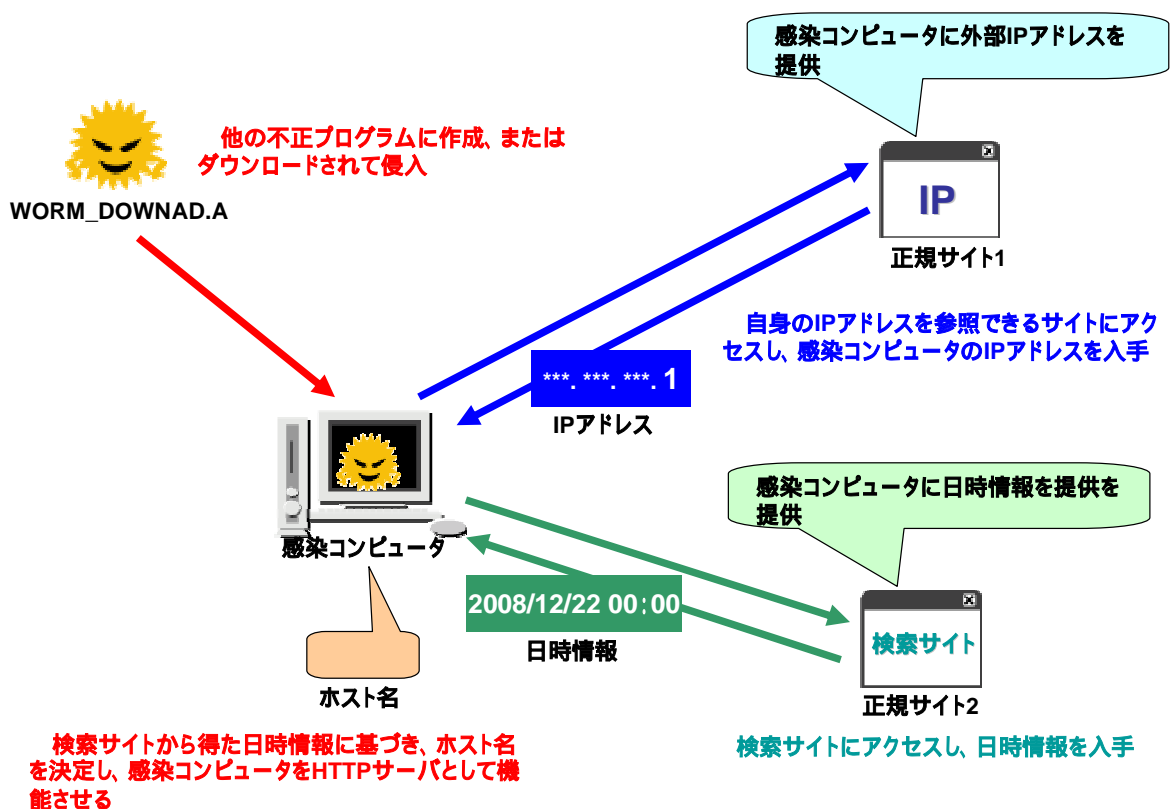 感染コンピュータに外部IPアドレスを
提供
他の不正プログラムに作成、または
ダウンロードされて侵入
WORM_DOWNAD.A
IP
正規サイト1
自身のIPアドレスを参照できるサイトにアク
セスし、感染コンピュータのIPアドレスを入手
***. ***. ***. 1
IPアドレス
感染コンピュータに日時情報を提供を
提供
感染コンピュータ
2008/12/22 00:00
日時情報
検索サイト
正規サイト2
ホスト名
検索サイトにアクセスし、日時情報を入手
検索サイトから得た日時情報に基づき、ホスト名
を決定し、感染コンピュータをHTTPサーバとして機
能させる